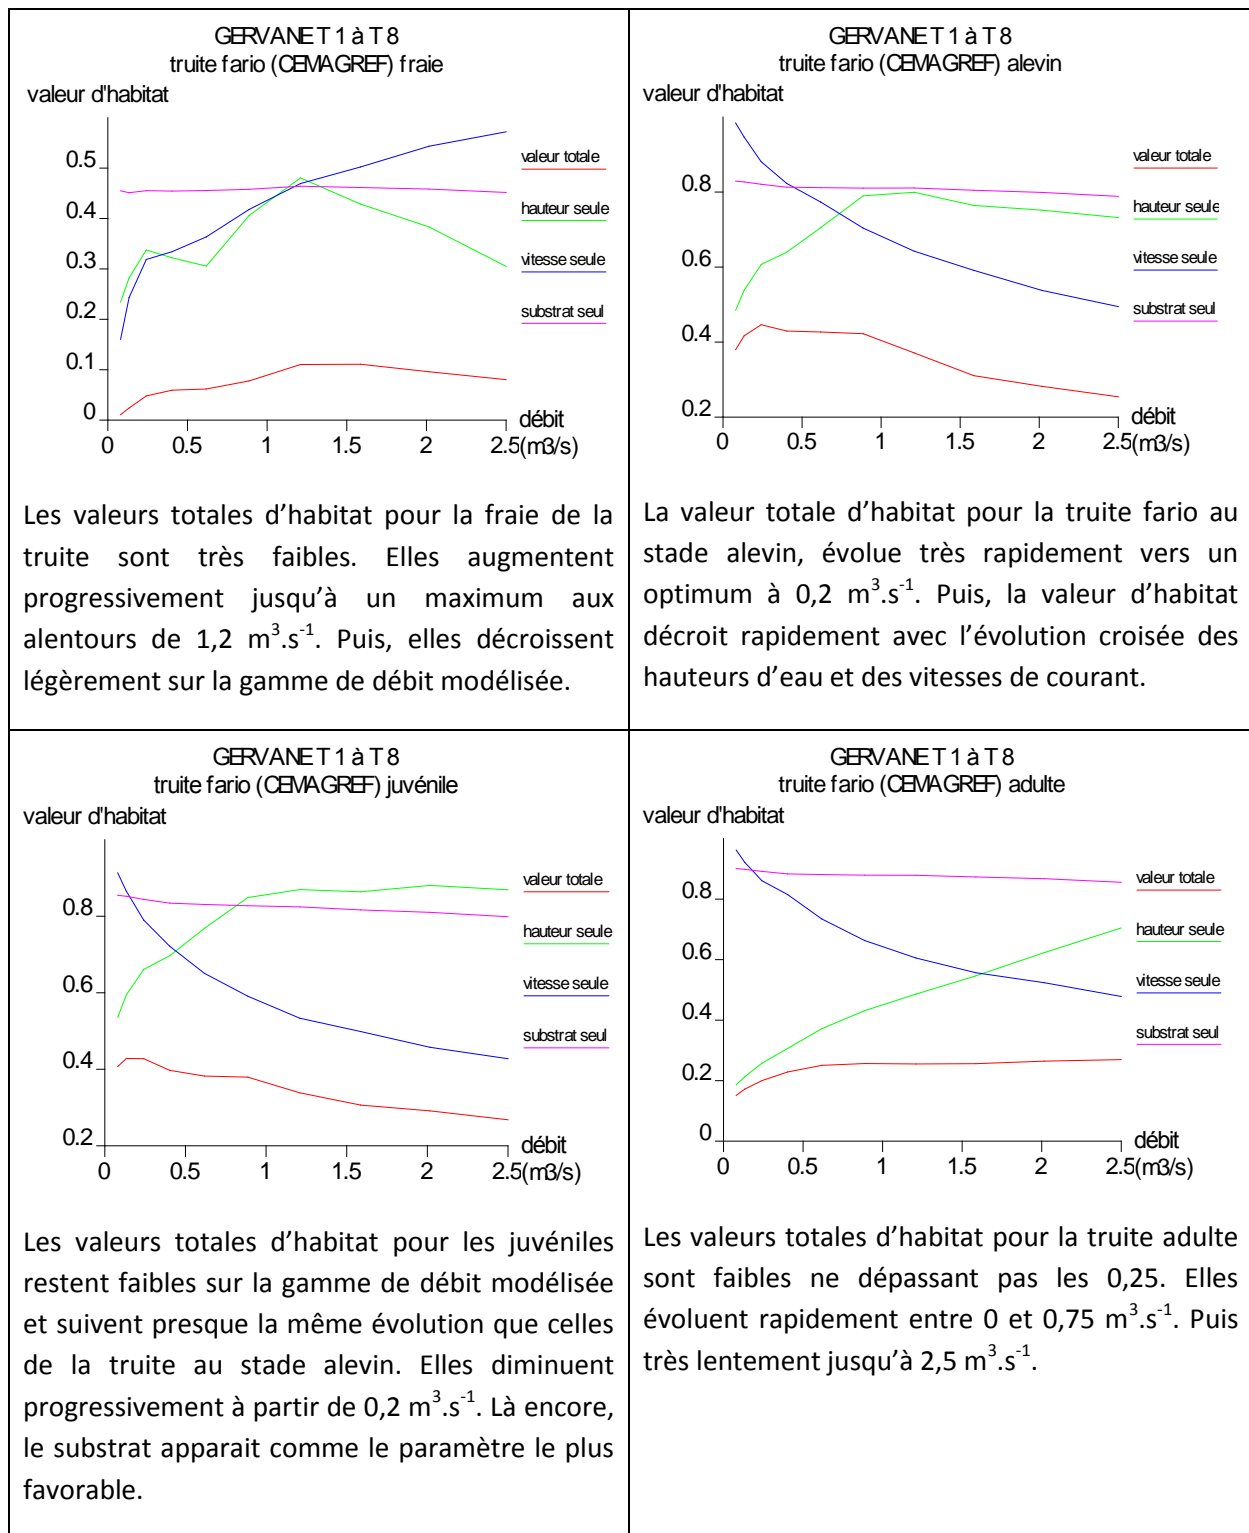 GERVANE T 1 à T 8
truite fario (CEMAGREF) fraie
valeur d'habitat
0.5
0.4
0.3
0.2
0.1
0
0 0.5 1 1.5 2 2.5
débit
(m3/s)
valeur totale
hauteur seule
vitesse seule
substrat seul
Les valeurs totales d’habitat pour la fraie de la
truite sont très faibles. Elles augmentent
progressivement jusqu’à un maximum aux
alentours de 1,2 m³.s⁻¹. Puis, elles décroissent
légèrement sur la gamme de débit modélisée.
GERVANE T 1 à T 8
truite fario (CEMAGREF) alevin
valeur d'habitat
0.8
0.6
0.4
0.2
0 0.5 1 1.5 2 2.5
débit
(m3/s)
valeur totale
hauteur seule
vitesse seule
substrat seul
La valeur totale d’habitat pour la truite fario au
stade alevin, évolue très rapidement vers un
optimum à 0,2 m³.s⁻¹. Puis, la valeur d’habitat
décroit rapidement avec l’évolution croisée des
hauteurs d’eau et des vitesses de courant.
GERVANE T 1 à T 8
truite fario (CEMAGREF) juvénile
valeur d'habitat
0.8
0.6
0.4
0.2
0 0.5 1 1.5 2 2.5
débit
(m3/s)
valeur totale
hauteur seule
vitesse seule
substrat seul
Les valeurs totales d’habitat pour les juvéniles
restent faibles sur la gamme de débit modélisée
et suivent presque la même évolution que celles
de la truite au stade alevin. Elles diminuent
progressivement à partir de 0,2 m³.s⁻¹. Là encore,
le substrat apparait comme le paramètre le plus
favorable.
GERVANE T 1 à T 8
truite fario (CEMAGREF) adulte
valeur d'habitat
0.8
0.6
0.4
0.2
0
0 0.5 1 1.5 2 2.5
débit
(m3/s)
valeur totale
hauteur seule
vitesse seule
substrat seul
Les valeurs totales d’habitat pour la truite adulte
sont faibles ne dépassant pas les 0,25. Elles
évoluent rapidement entre 0 et 0,75 m³.s⁻¹. Puis
très lentement jusqu’à 2,5 m³.s⁻¹.